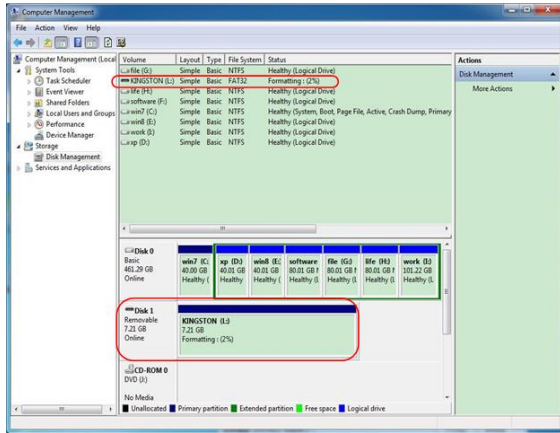 Computer Management
File Action View Help
Computer Management (Local
System Tools
Task Scheduler
Event Viewer
Shared Folders
Local Users and Groups
Performance
Device Manager
Storage
Disk Management
Services and Applications
Volume Layout Type File System Status
file (G:) Simple Basic NTFS Healthy (Logical Drive)
KINGSTON (L:) Simple Basic FAT32 Formatting : (2%)
life (H:) Simple Basic NTFS Healthy (Logical Drive)
software (F:) Simple Basic NTFS Healthy (Logical Drive)
win7 (C:) Simple Basic NTFS Healthy (System, Boot, Page File, Active, Crash Dump, Primary
win8 (E:) Simple Basic NTFS Healthy (Logical Drive)
work (I:) Simple Basic NTFS Healthy (Logical Drive)
xp (D:) Simple Basic NTFS Healthy (Logical Drive)
Actions
Disk Management
More Actions
Disk 0
Basic
461.29 GB
Online
win7 (C: xp (D:) win8 (E: software file (G:) life (H:) work (I:)
40.00 GB 40.01 GB 40.01 GB 80.01 GB 80.01 GB 80.01 GB 101.22 GB
Healthy ( Healthy Healthy ( Healthy (L Healthy (L Healthy (L Healthy (L
Disk 1
Removable
7.21 GB
Online
KINGSTON (L:)
7.21 GB
Formatting : (2%)
CD-ROM 0
DVD (J:)
No Media
Unallocated Primary partition Extended partition Free space Logical drive